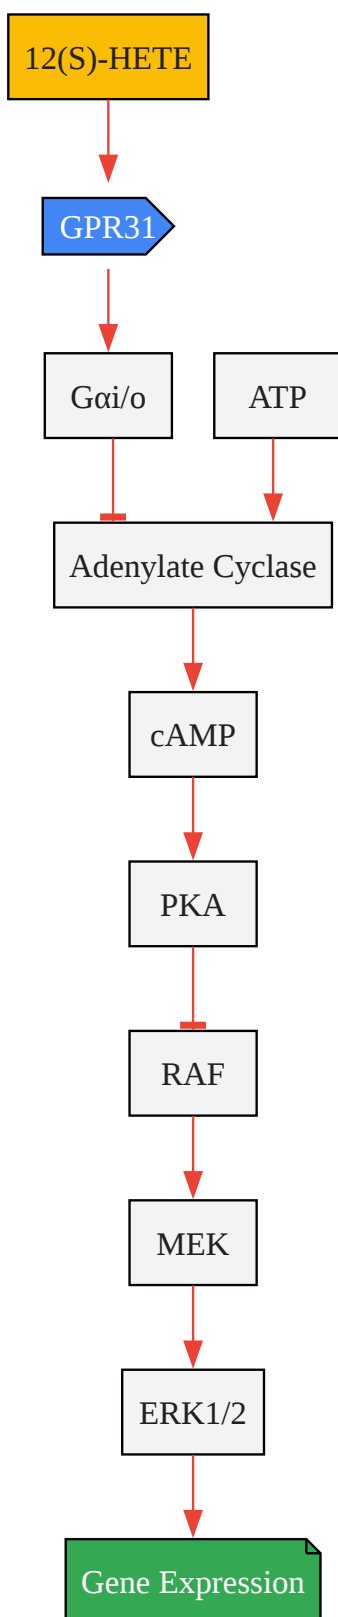 12(S)-HETE
GPR31
Gαi/o
ATP
Adenylate Cyclase
cAMP
PKA
RAF
MEK
ERK1/2
Gene Expression